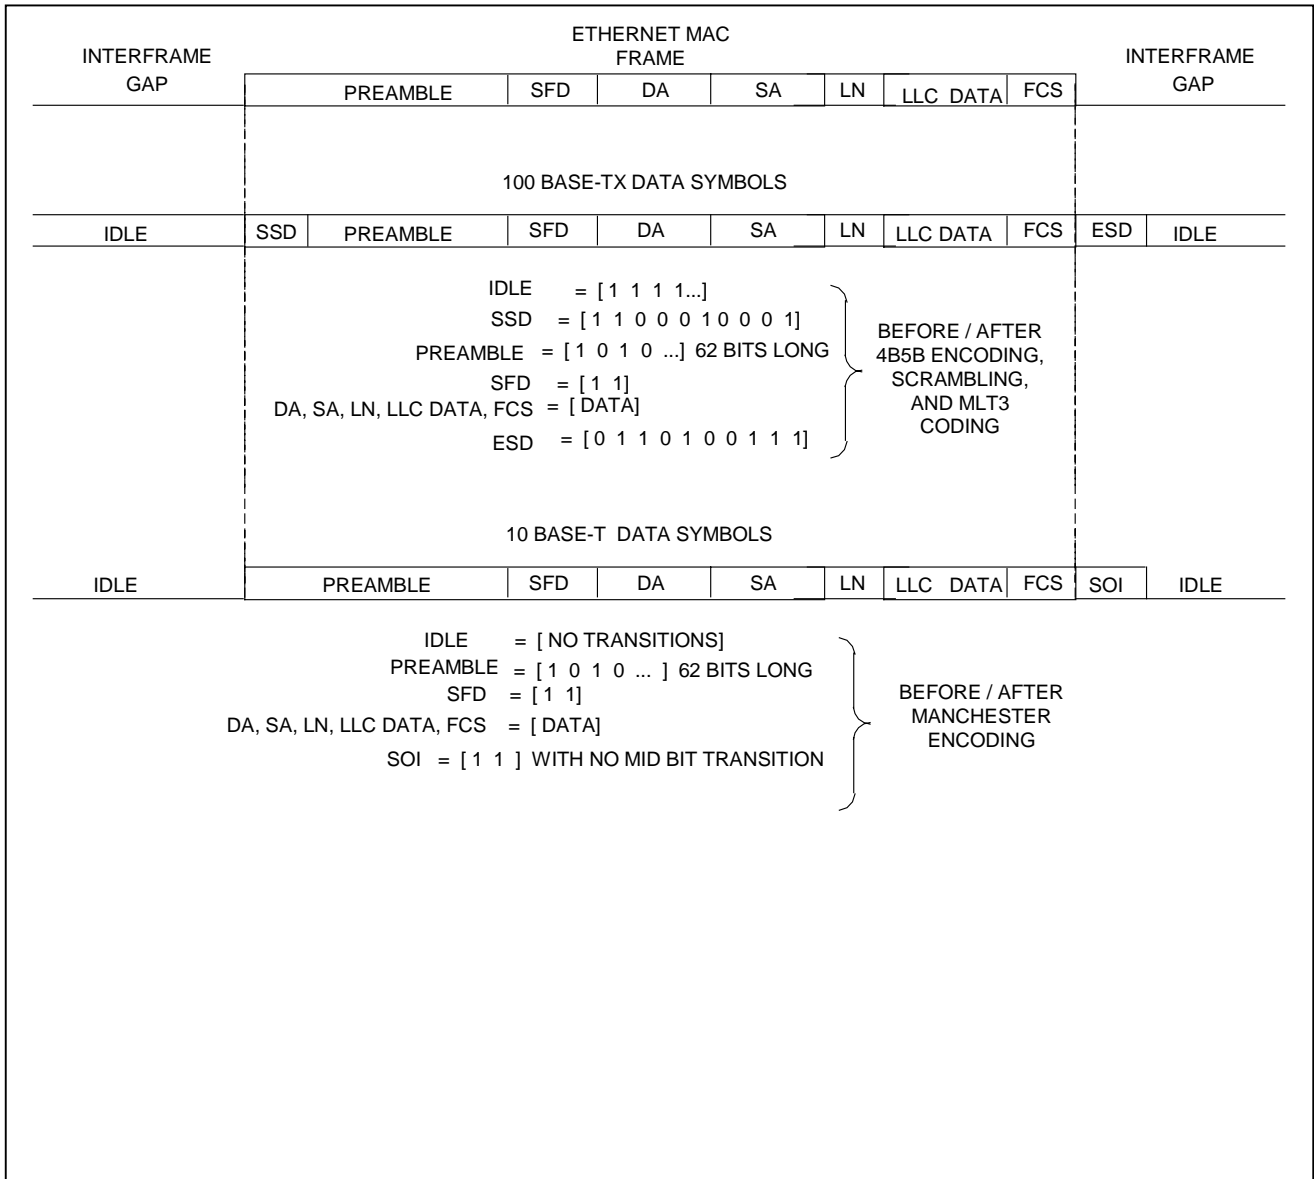 ETHERNET MAC
FRAME
INTERFRAME
GAP
INTERFRAME
GAP
PREAMBLE SFD DA SA LN LLC DATA FCS
100 BASE-TX DATA SYMBOLS
IDLE SSD PREAMBLE SFD DA SA LN LLC DATA FCS ESD IDLE
IDLE = [ 1 1 1 1...]
SSD = [ 1 1 0 0 0 1 0 0 0 1]
PREAMBLE = [ 1 0 1 0 ...] 62 BITS LONG
SFD = [ 1 1]
DA, SA, LN, LLC DATA, FCS = [ DATA]
ESD = [ 0 1 1 0 1 0 0 1 1 1]
BEFORE / AFTER
4B5B ENCODING,
SCRAMBLING,
AND MLT3
CODING
10 BASE-T DATA SYMBOLS
IDLE PREAMBLE SFD DA SA LN LLC DATA FCS SOI IDLE
IDLE = [ NO TRANSITIONS]
PREAMBLE = [ 1 0 1 0 ... ] 62 BITS LONG
SFD = [ 1 1]
DA, SA, LN, LLC DATA, FCS = [ DATA]
SOI = [ 1 1 ] WITH NO MID BIT TRANSITION
BEFORE / AFTER
MANCHESTER
ENCODING